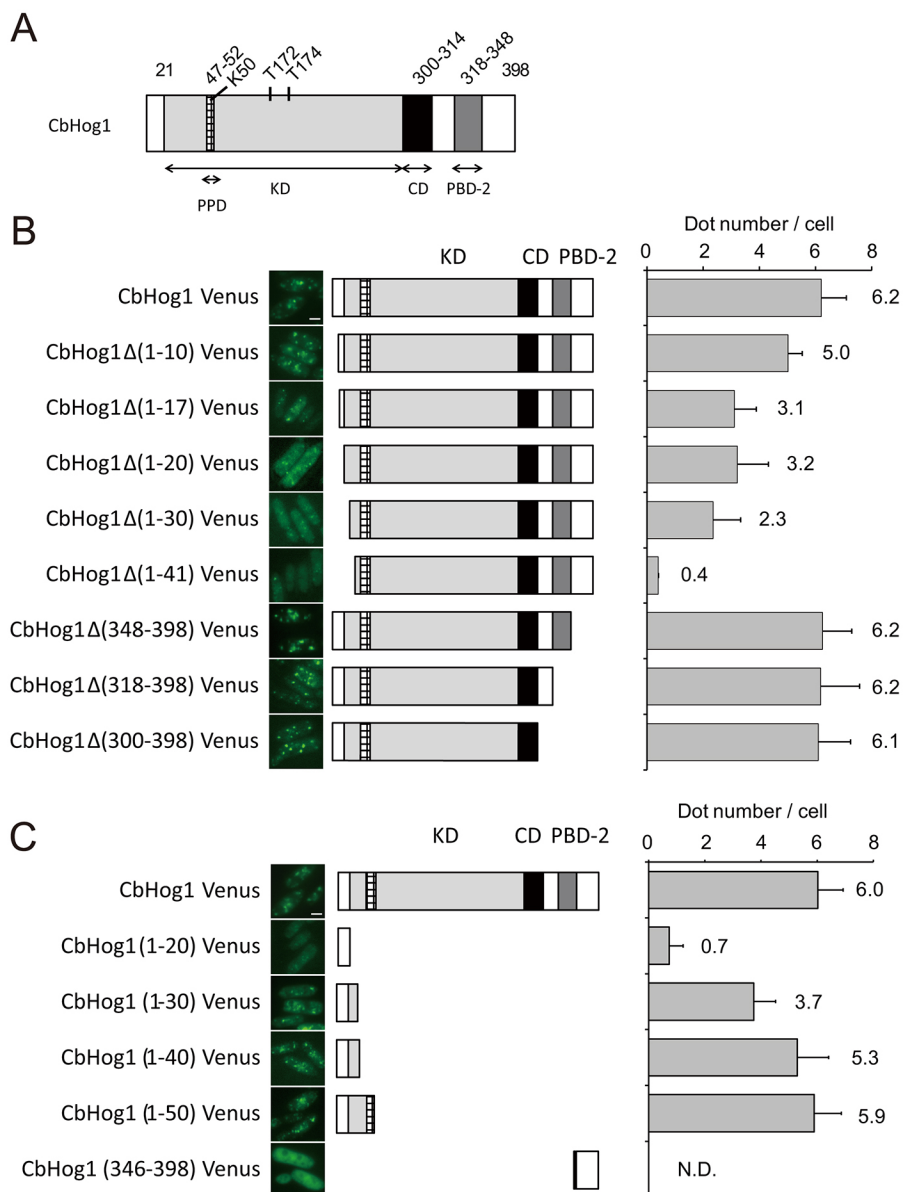 A
21 47-52 K50 T172 T174 300-314 318-348 398
CbHog1
KD CD PBD-2
PPD
B
Dot number / cell
KD CD PBD-2
0 2 4 6 8
CbHog1 Venus 6.2
CbHog1Δ(1-10) Venus 5.0
CbHog1Δ(1-17) Venus 3.1
CbHog1Δ(1-20) Venus 3.2
CbHog1Δ(1-30) Venus 2.3
CbHog1Δ(1-41) Venus 0.4
CbHog1Δ(348-398) Venus 6.2
CbHog1Δ(318-398) Venus 6.2
CbHog1Δ(300-398) Venus 6.1
C
Dot number / cell
KD CD PBD-2
0 2 4 6 8
CbHog1 Venus 6.0
CbHog1 (1-20) Venus 0.7
CbHog1 (1-30) Venus 3.7
CbHog1 (1-40) Venus 5.3
CbHog1 (1-50) Venus 5.9
CbHog1 (346-398) Venus N.D.